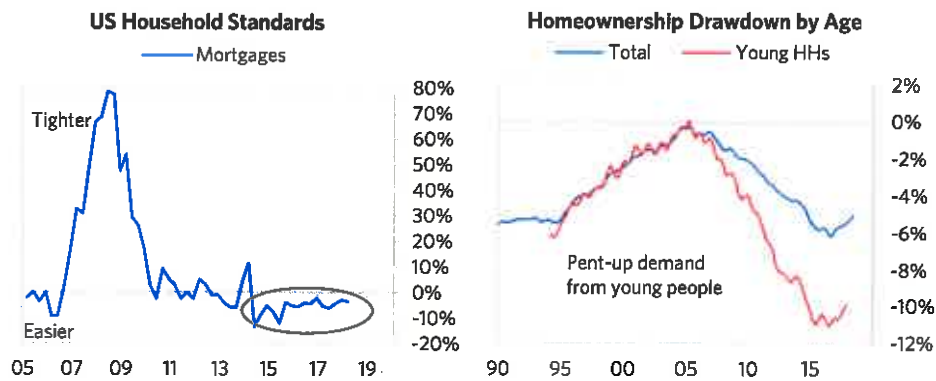 US Household Standards
Mortgages
Tighter
Easier
80%
70%
60%
50%
40%
30%
20%
10%
0%
-10%
-20%
05 07 09 11 13 15 17 19
Homeownership Drawdown by Age
Total Young HHs
2%
0%
-2%
-4%
-6%
-8%
-10%
-12%
Pent-up demand
from young people
90 95 00 05 10 15